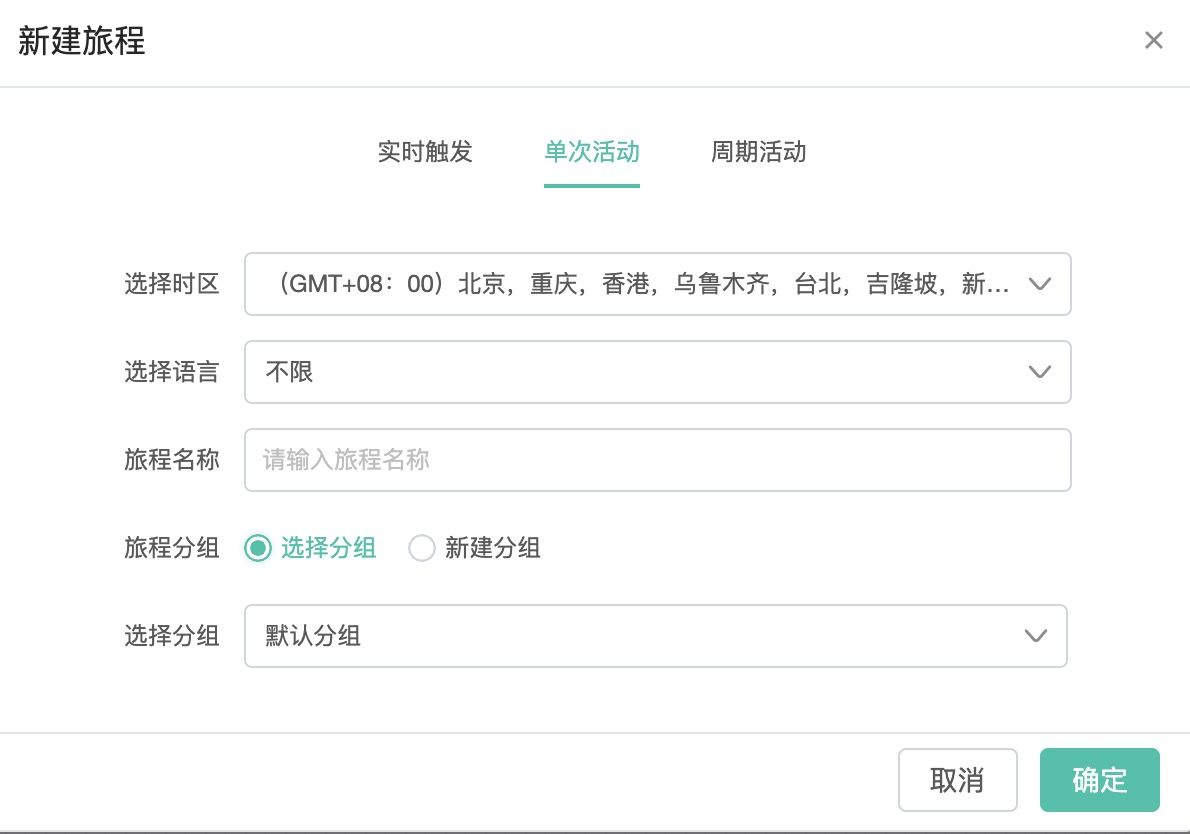 新建旅程
实时触发 单次活动 周期活动
选择时区 （GMT+08：00）北京，重庆，香港，乌鲁木齐，台北，吉隆坡，新...
选择语言 不限
旅程名称 请输入旅程名称
旅程分组 选择分组 新建分组
选择分组 默认分组
取消 确定